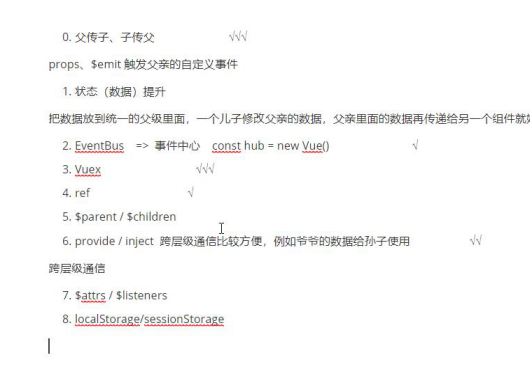 0. 父传子、子传父 √√√
props、$emit 触发父亲的自定义事件
1. 状态（数据）提升
把数据放到统一的父级里面，一个儿子修改父亲的数据，父亲里面的数据再传递给另一个组件就
2. EventBus => 事件中心 const hub = new Vue() √
3. Vuex √√√
4. ref √
5. $parent / $children
6. provide / inject 跨层级通信比较方便，例如爷爷的数据给孙子使用 √√
跨层级通信
7. $attrs / $listeners
8. localStorage/sessionStorage